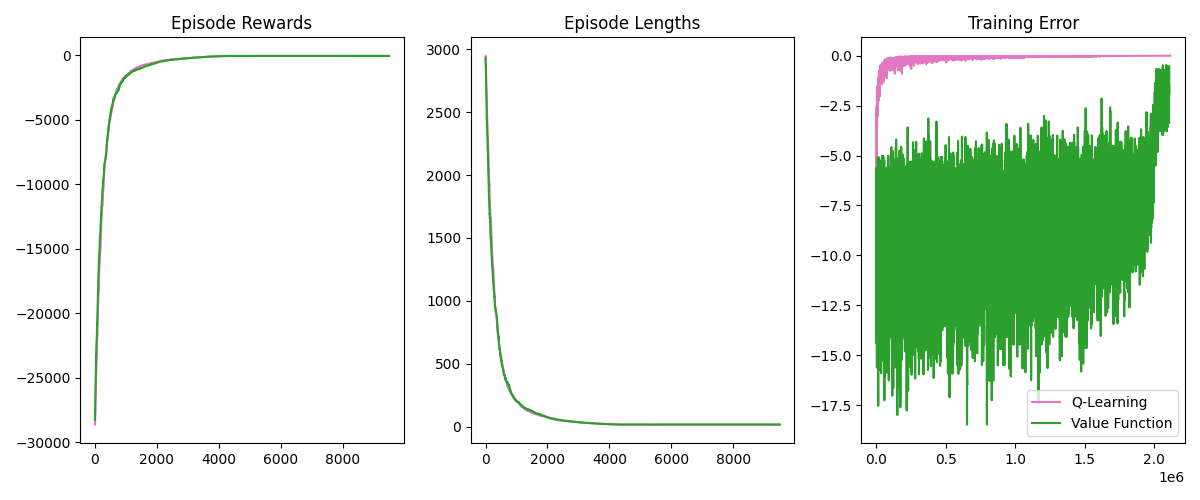 Episode Rewards
0
−5000
−10000
−15000
−20000
−25000
−30000
0 2000 4000 6000 8000
Episode Lengths
3000
2500
2000
1500
1000
500
0
0 2000 4000 6000 8000
Training Error
0.0
−2.5
−5.0
−7.5
−10.0
−12.5
−15.0
−17.5
Q-Learning
Value Function
0.0 0.5 1.0 1.5 2.0
1e6